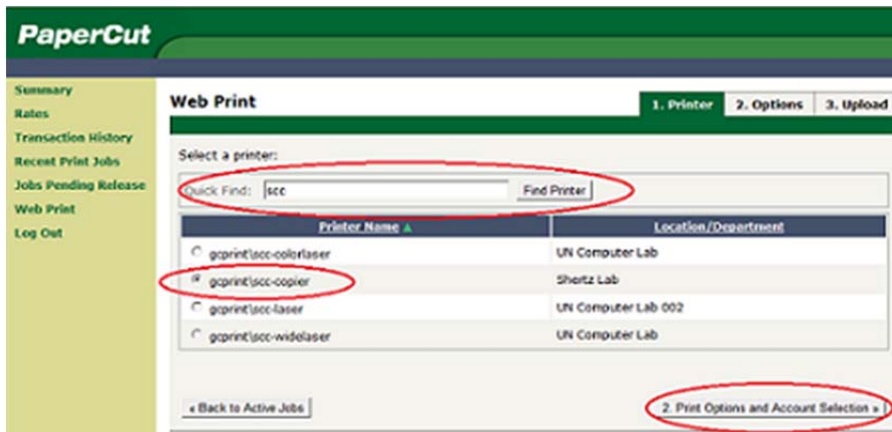 PaperCut
Summary
Rates
Transaction History
Recent Print Jobs
Jobs Pending Release
Web Print
Log Out
Web Print
1. Printer 2. Options 3. Upload
Select a printer:
Quick Find: scc Find Printer
Printer Name ▲ Location/Department
gcprint\scc-colorlaser UN Computer Lab
gcprint\scc-copier Shertz Lab
gcprint\scc-laser UN Computer Lab 002
gcprint\scc-widelaser UN Computer Lab
« Back to Active Jobs 2. Print Options and Account Selection »